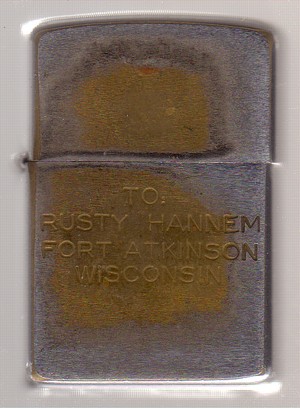 TO:
RUSTY HANNEM
FORT ATKINSON
WiSCONSIN